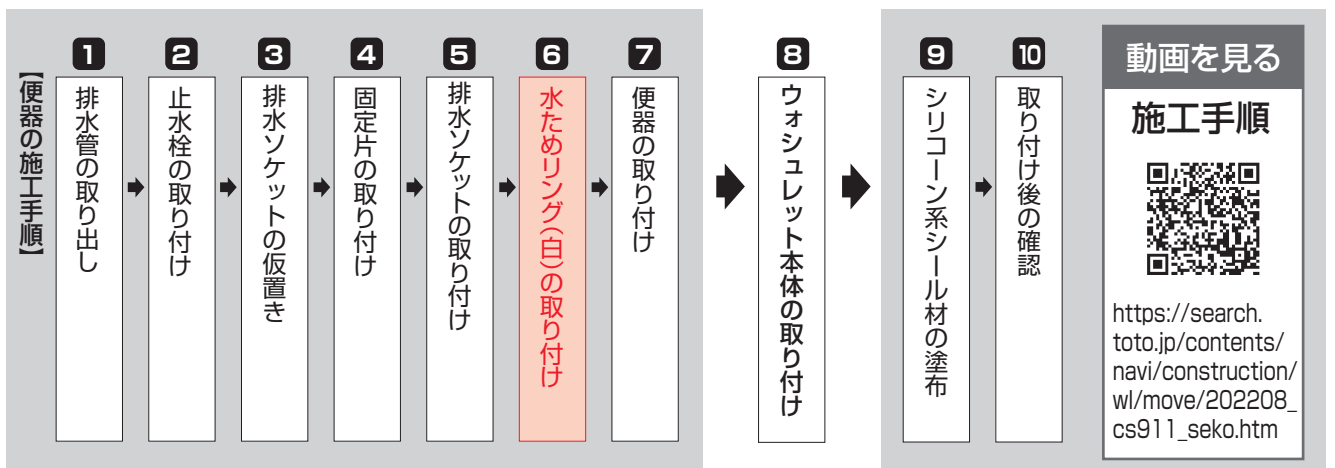 【便器の施工手順】
1
排水管の取り出し
2
止水栓の取り付け
3
排水ソケットの仮置き
4
固定片の取り付け
5
排水ソケットの取り付け
6
水ためリング(白)の取り付け
7
便器の取り付け
8
ウォシュレット本体の取り付け
9
シリコーン系シール材の塗布
10
取り付け後の確認
動画を見る
施工手順
https://search.
toto.jp/contents/
navi/construction/
wl/move/202208_
cs911_seko.htm